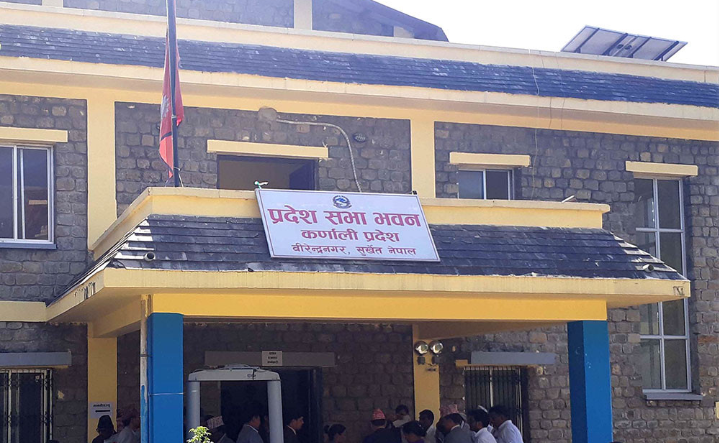 प्रदेश सभा भवन
कर्णाली प्रदेश
बीरेन्द्रनगर, सुर्खेत नेपाल